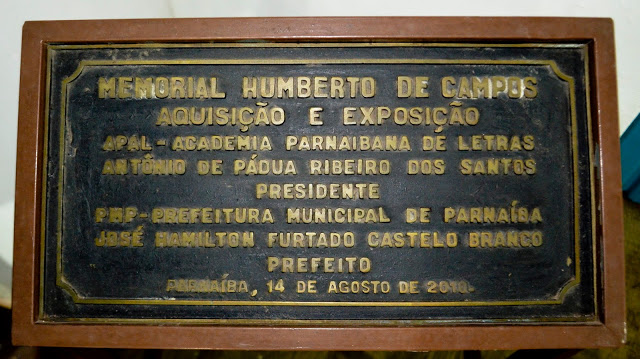 MEMORIAL HUMBERTO DE CAMPOS
AQUISIÇÃO E EXPOSIÇÃO
APAL - ACADEMIA PARNAIBANA DE LETRAS
ANTÔNIO DE PÁDUA RIBEIRO DOS SANTOS
PRESIDENTE
PMP-PREFEITURA MUNICIPAL DE PARNAÍBA
JOSÉ HAMILTON FURTADO CASTELO BRANCO
PREFEITO
PARNAÍBA, 14 DE AGOSTO DE 2010.